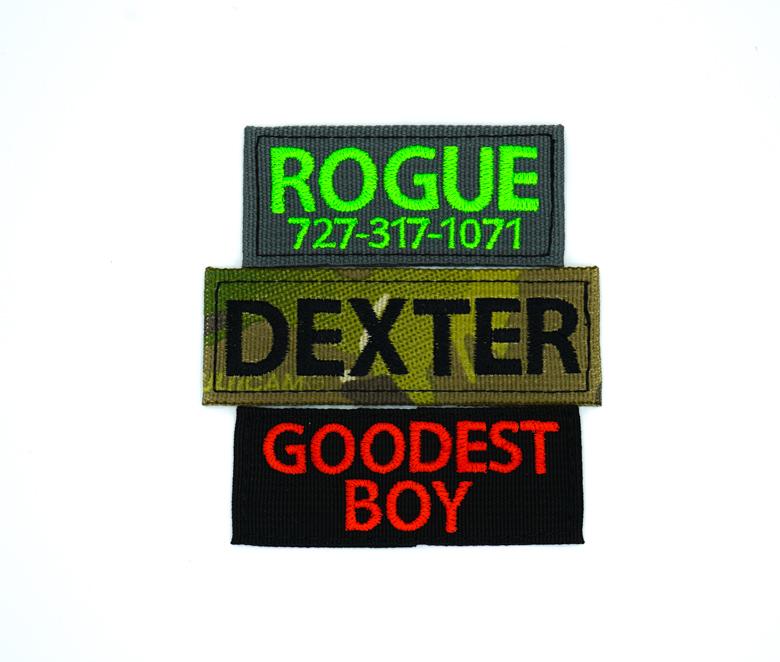 ROGUE
727-317-1071
DEXTER
GOODEST
BOY